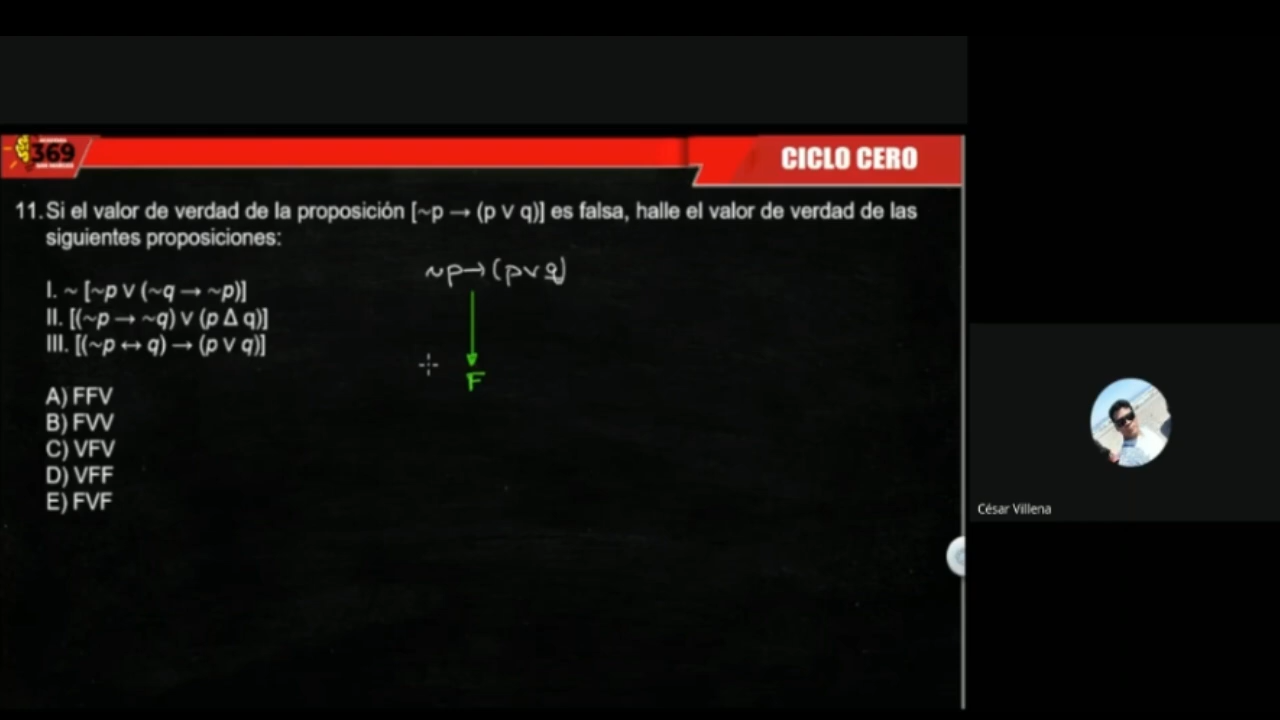 369
CICLO CERO
11. Si el valor de verdad de la proposición [~p → (p v q)] es falsa, halle el valor de verdad de las
siguientes proposiciones:
~p→(p∨q)
I. ~ [~p v (~q → ~p)]
II. [(~p → ~q) v (p Δ q)]
III. [(~p ↔ q) → (p v q)]
F
A) FFV
B) FVV
C) VFV
D) VFF
E) FVF
César Villena